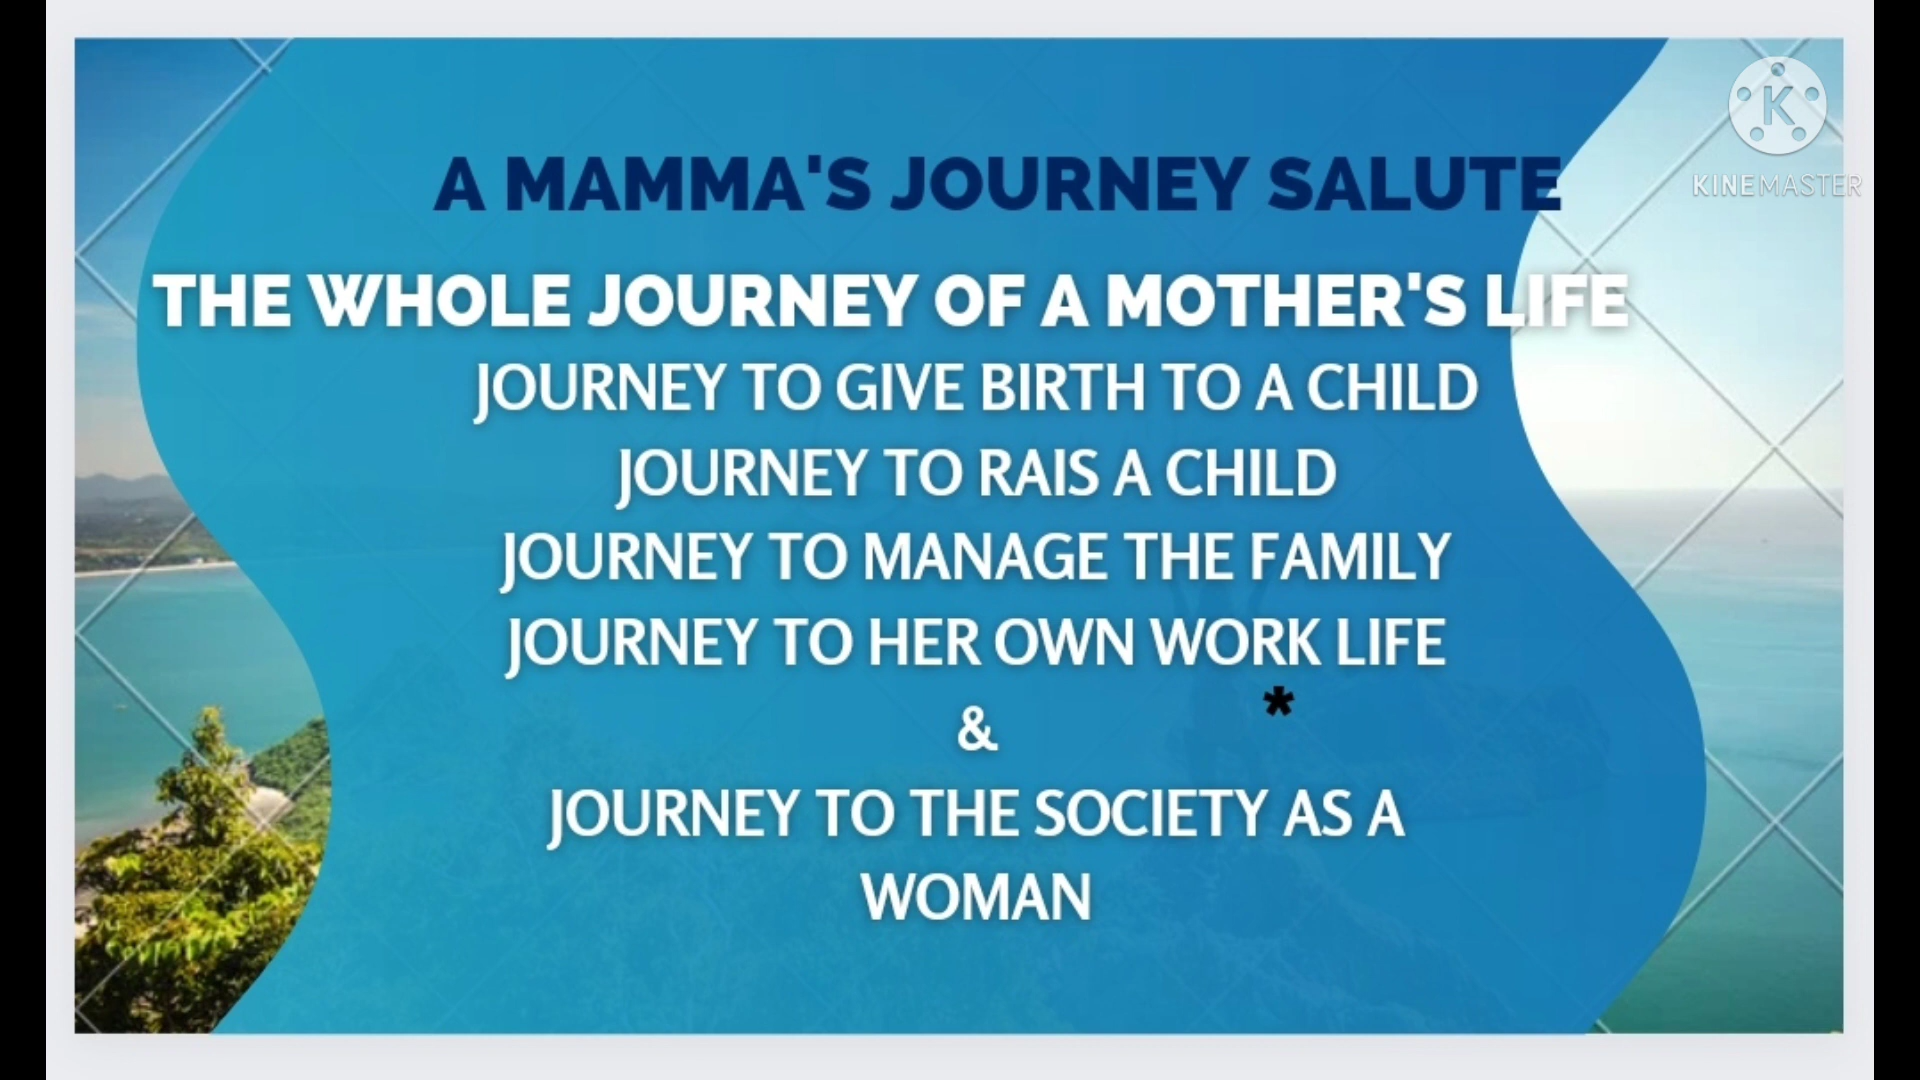 A MAMMA'S JOURNEY SALUTE
THE WHOLE JOURNEY OF A MOTHER'S LIFE
JOURNEY TO GIVE BIRTH TO A CHILD
JOURNEY TO RAIS A CHILD
JOURNEY TO MANAGE THE FAMILY
JOURNEY TO HER OWN WORK LIFE
& *
JOURNEY TO THE SOCIETY AS A
WOMAN
K
KINEMASTER